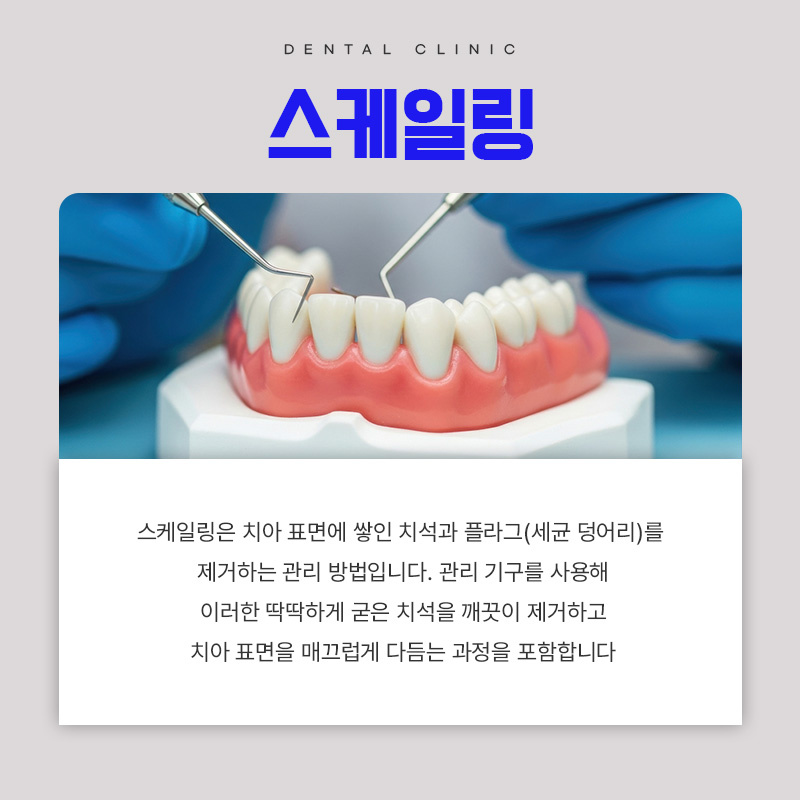 DENTAL CLINIC
스케일링
스케일링은 치아 표면에 쌓인 치석과 플라그(세균 덩어리)를
제거하는 관리 방법입니다. 관리 기구를 사용해
이러한 딱딱하게 굳은 치석을 깨끗이 제거하고
치아 표면을 매끄럽게 다듬는 과정을 포함합니다